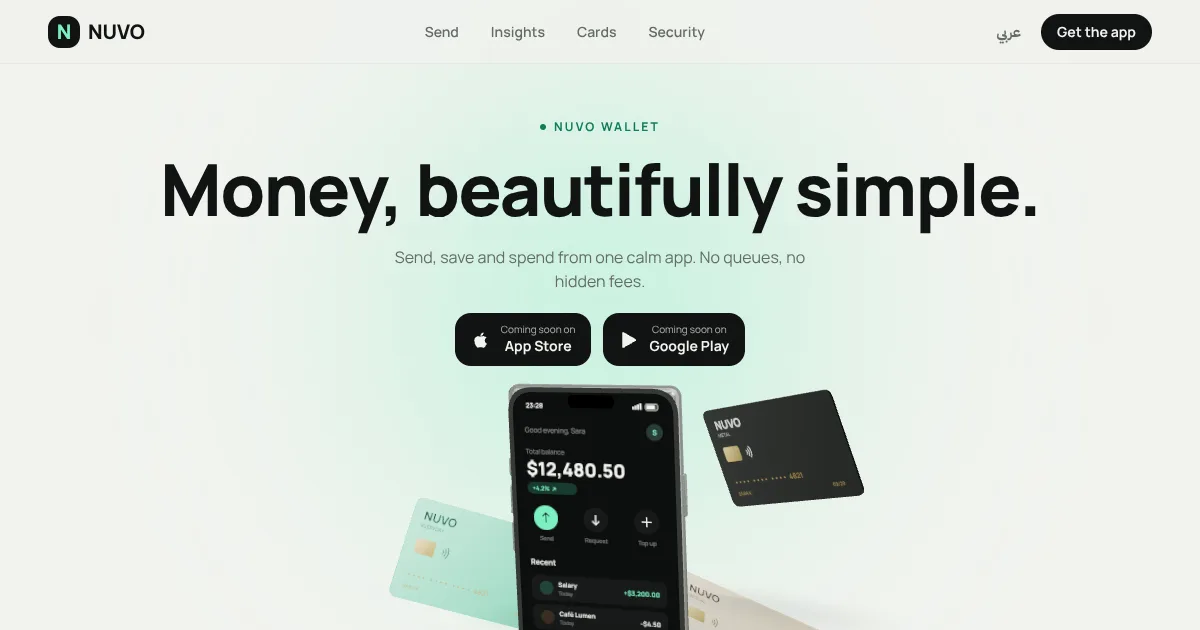 N NUVO
Send Insights Cards Security
عربي
Get the app
NUVO WALLET
Money, beautifully simple.
Send, save and spend from one calm app. No queues, no
hidden fees.
Coming soon on
App Store
Coming soon on
Google Play
23:28
Good evening, Sara
S
Total balance
$12,480.50
+4.2% ↗
Send Request Top up
Recent
Salary
Today
+$3,200.00
Café Lumen
Today
-$4.50
NUVO
METAL
•••• •••• •••• 4821
NUVO
NUVO